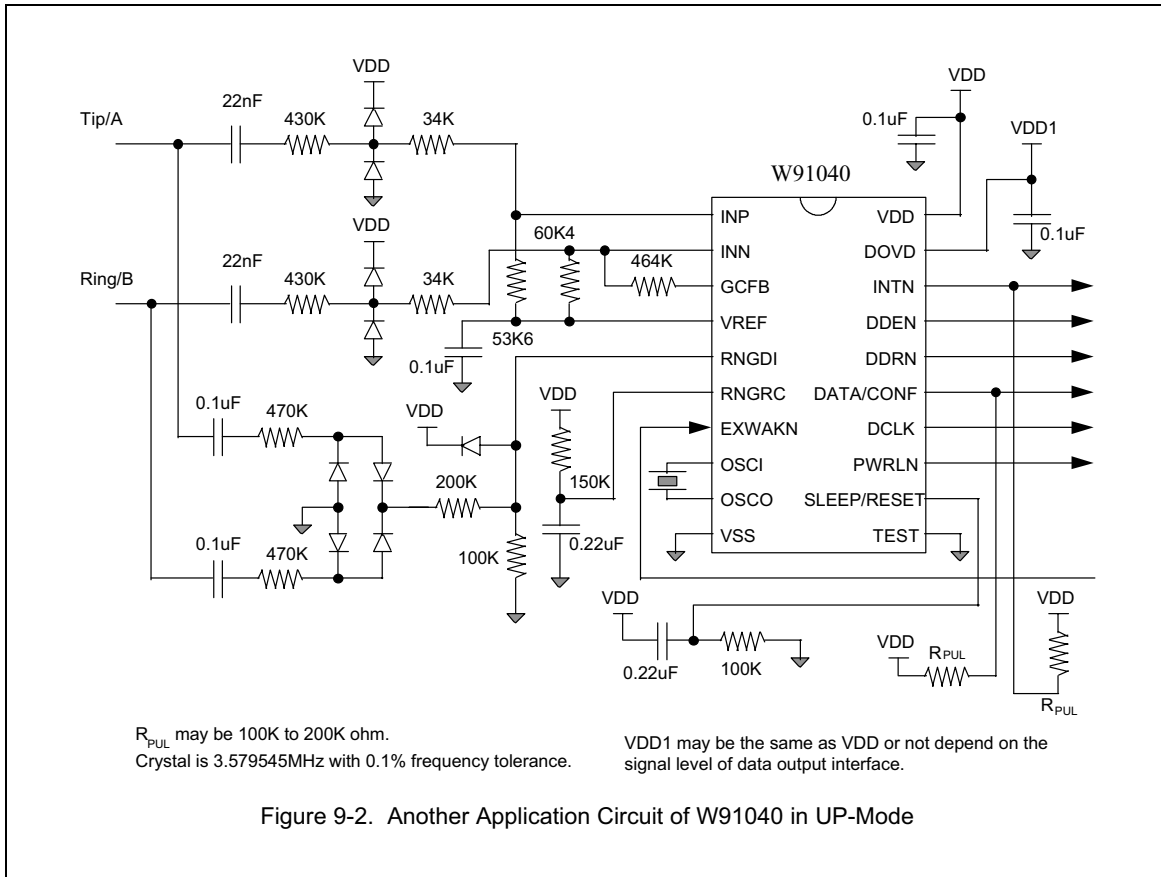 VDD
22nF
Tip/A
430K
34K
VDD
0.1uF
VDD1
W91040
0.1uF
INP
INN
GCFB
VREF
RNGDI
RNGRC
EXWAKN
OSCI
OSCO
VSS
VDD
DOVD
INTN
DDEN
DDRN
DATA/CONF
DCLK
PWRLN
SLEEP/RESET
TEST
VDD
22nF
Ring/B
430K
34K
60K4
464K
53K6
0.1uF
VDD
0.1uF
470K
VDD
200K
150K
0.1uF
470K
100K
0.22uF
VDD
0.22uF
100K
VDD
RPUL
VDD
RPUL
RPUL may be 100K to 200K ohm.
Crystal is 3.579545MHz with 0.1% frequency tolerance.
VDD1 may be the same as VDD or not depend on the
signal level of data output interface.
Figure 9-2. Another Application Circuit of W91040 in UP-Mode